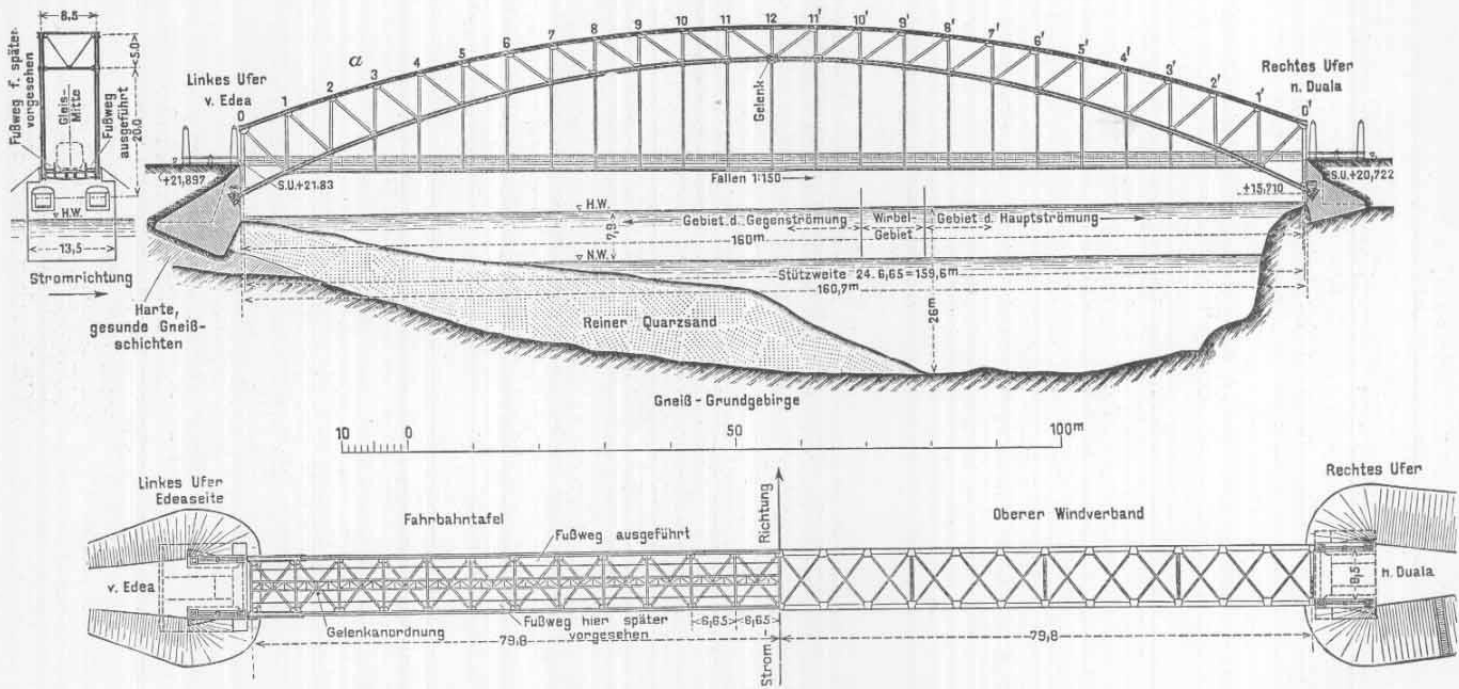 8,5
5,0
20,0
Fußweg f. später
vorgesehen
Gleis-
Mitte
Fußweg
ausgeführt
H.W.
13,5
Stromrichtung
Linkes Ufer
v. Edea
a
0 1 2 3 4 5 6 7 8 9 10 11 12 11' 10' 9' 8' 7' 6' 5' 4' 3' 2' 1' 0'
Gelenk
Rechtes Ufer
n. Duala
+21,897
S.U.+21,83
Fallen 1:150
+15,710
S.U.+20,722
H.W.
7,9
Gebiet d. Gegenströmung
Wirbel-
Gebiet
Gebiet d. Hauptströmung
160m
N.W.
Stützweite 24.6,65=159,6m
160,7m
26m
Harte,
gesunde Gneiß-
schichten
Reiner Quarzsand
Gneiß-Grundgebirge
10 0 50 100m
Linkes Ufer
Edeaseite
Fahrbahntafel
Fußweg ausgeführt
Richtung
Oberer Windverband
Rechtes Ufer
v. Edea
8,5
n. Duala
Gelenkanordnung
Fußweg hier später
vorgesehen
6,65 6,65
79,8
Strom-
79,8